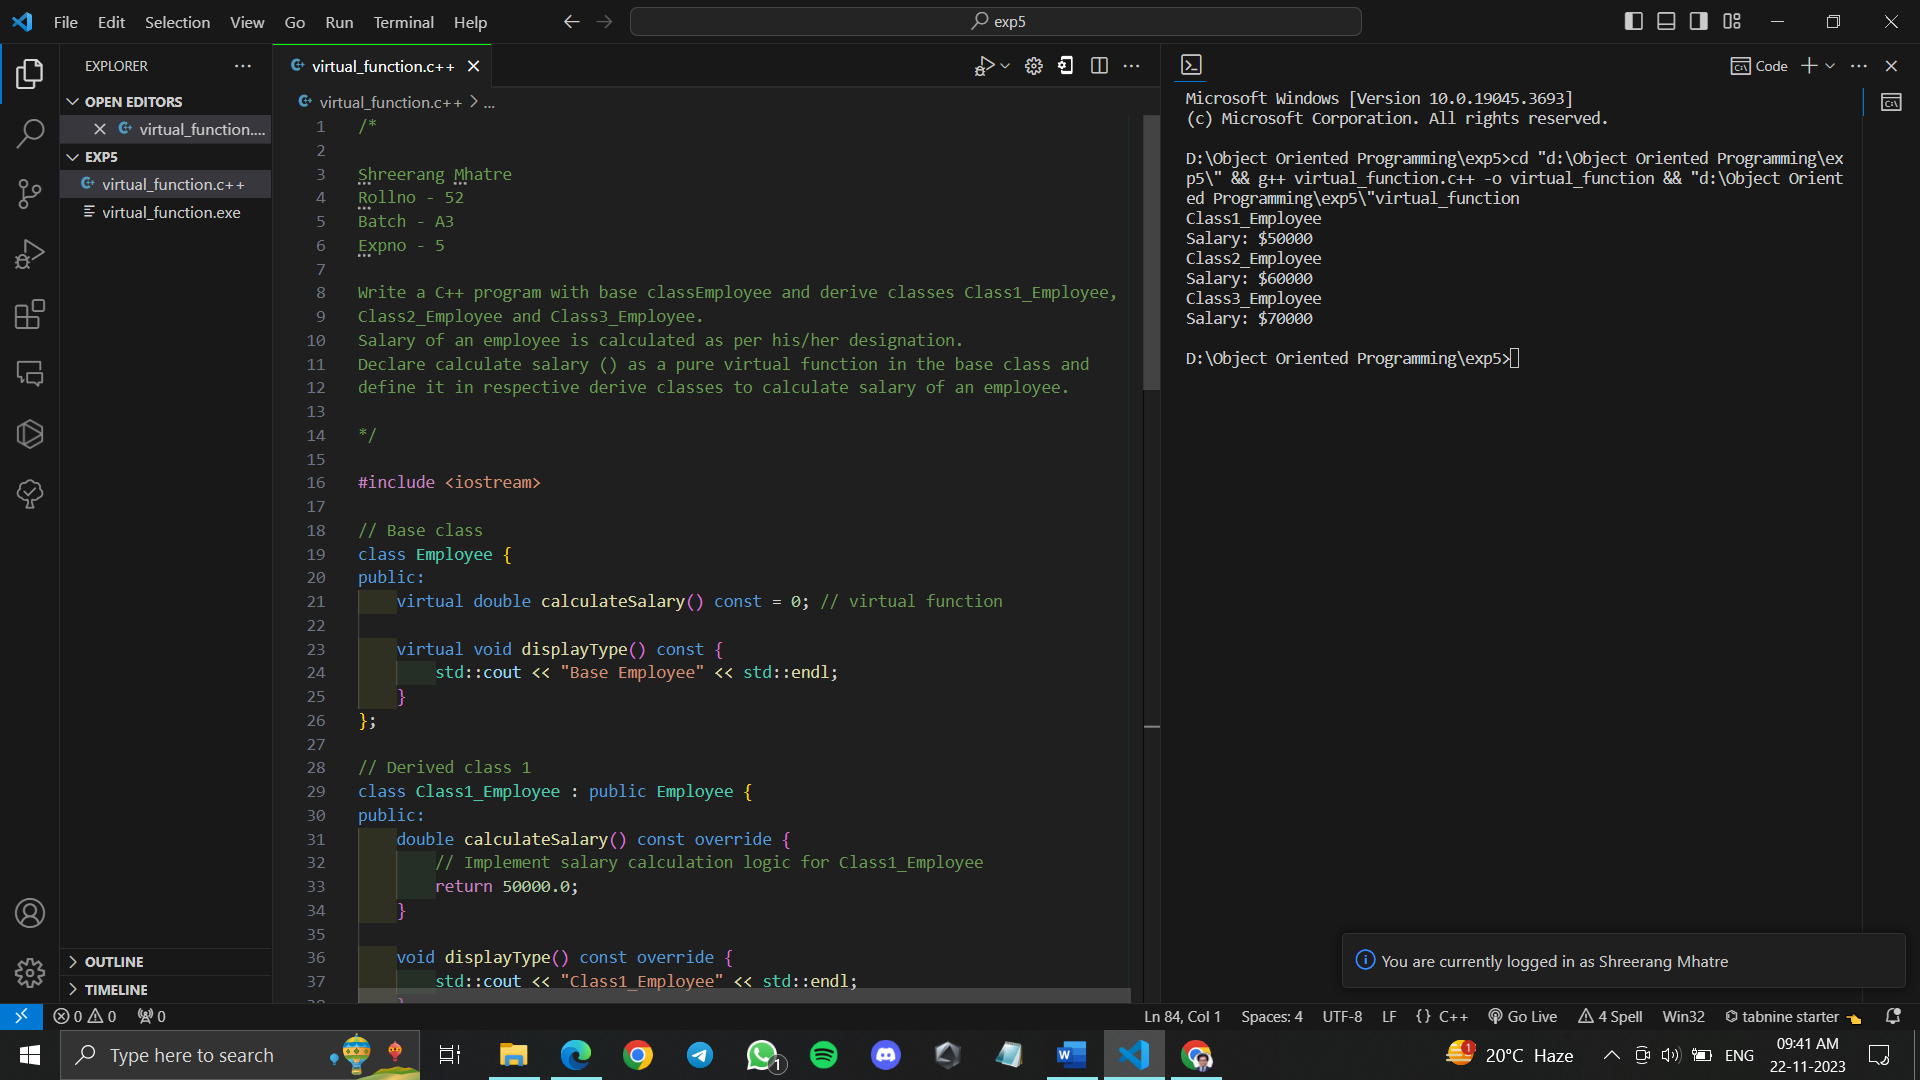 File Edit Selection View Go Run Terminal Help
exp5
EXPLORER
OPEN EDITORS
virtual_function....
EXP5
virtual_function.c++
virtual_function.exe
OUTLINE
TIMELINE
virtual_function.c++
virtual_function.c++ > ...
1 /*
2
3 Shreerang Mhatre
4 Rollno - 52
5 Batch - A3
6 Expno - 5
7
8 Write a C++ program with base classEmployee and derive classes Class1_Employee,
9 Class2_Employee and Class3_Employee.
10 Salary of an employee is calculated as per his/her designation.
11 Declare calculate salary () as a pure virtual function in the base class and
12 define it in respective derive classes to calculate salary of an employee.
13
14 */
15
16 #include <iostream>
17
18 // Base class
19 class Employee {
20 public:
21 virtual double calculateSalary() const = 0; // virtual function
22
23 virtual void displayType() const {
24 std::cout << "Base Employee" << std::endl;
25 }
26 };
27
28 // Derived class 1
29 class Class1_Employee : public Employee {
30 public:
31 double calculateSalary() const override {
32 // Implement salary calculation logic for Class1_Employee
33 return 50000.0;
34 }
35
36 void displayType() const override {
37 std::cout << "Class1_Employee" << std::endl;
38 }
Code
Microsoft Windows [Version 10.0.19045.3693]
(c) Microsoft Corporation. All rights reserved.
D:\Object Oriented Programming\exp5>cd "d:\Object Oriented Programming\ex
p5\" && g++ virtual_function.c++ -o virtual_function && "d:\Object Orient
ed Programming\exp5\"virtual_function
Class1_Employee
Salary: $50000
Class2_Employee
Salary: $60000
Class3_Employee
Salary: $70000
D:\Object Oriented Programming\exp5>
You are currently logged in as Shreerang Mhatre
0 0 0 Ln 84, Col 1 Spaces: 4 UTF-8 LF {} C++ Go Live 4 Spell Win32 tabnine starter
Type here to search
1
1
20°C Haze
ENG
09:41 AM
22-11-2023